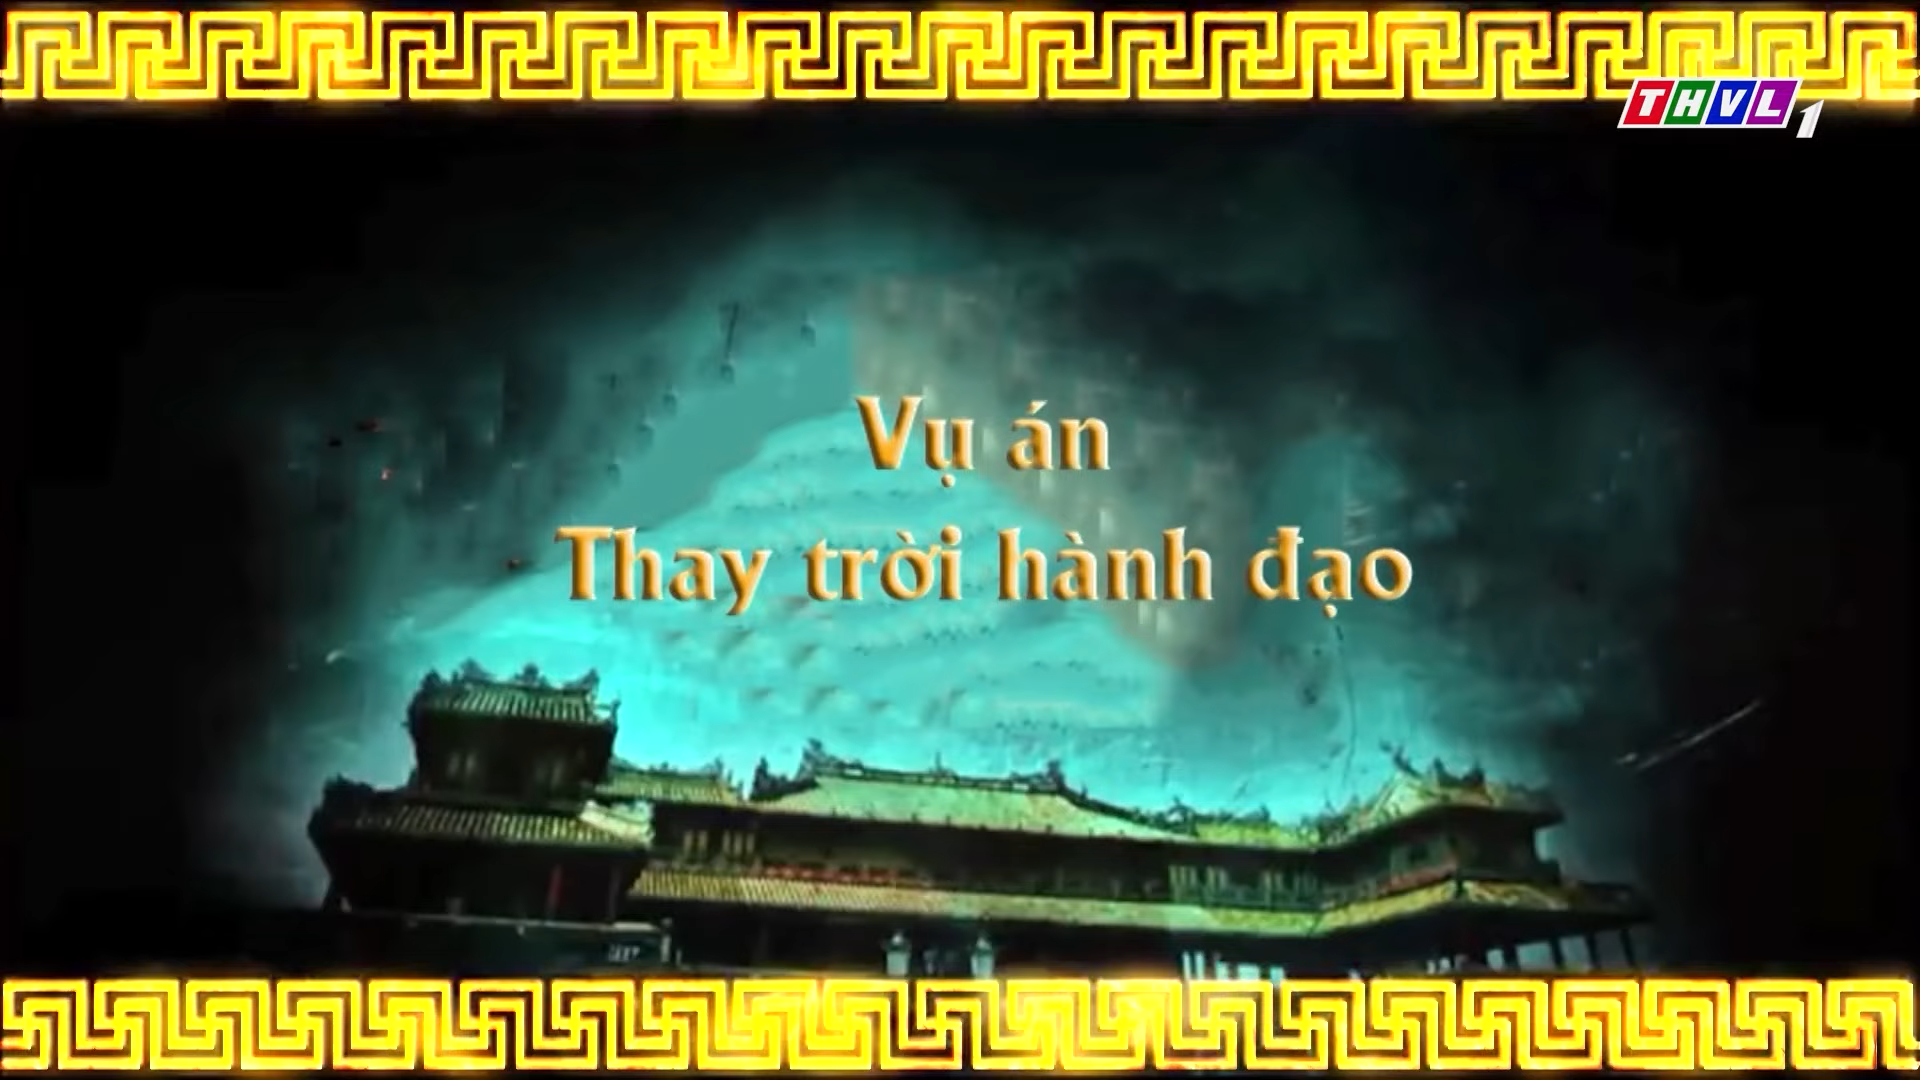 THVL1
Vụ án
Thay trời hành đạo